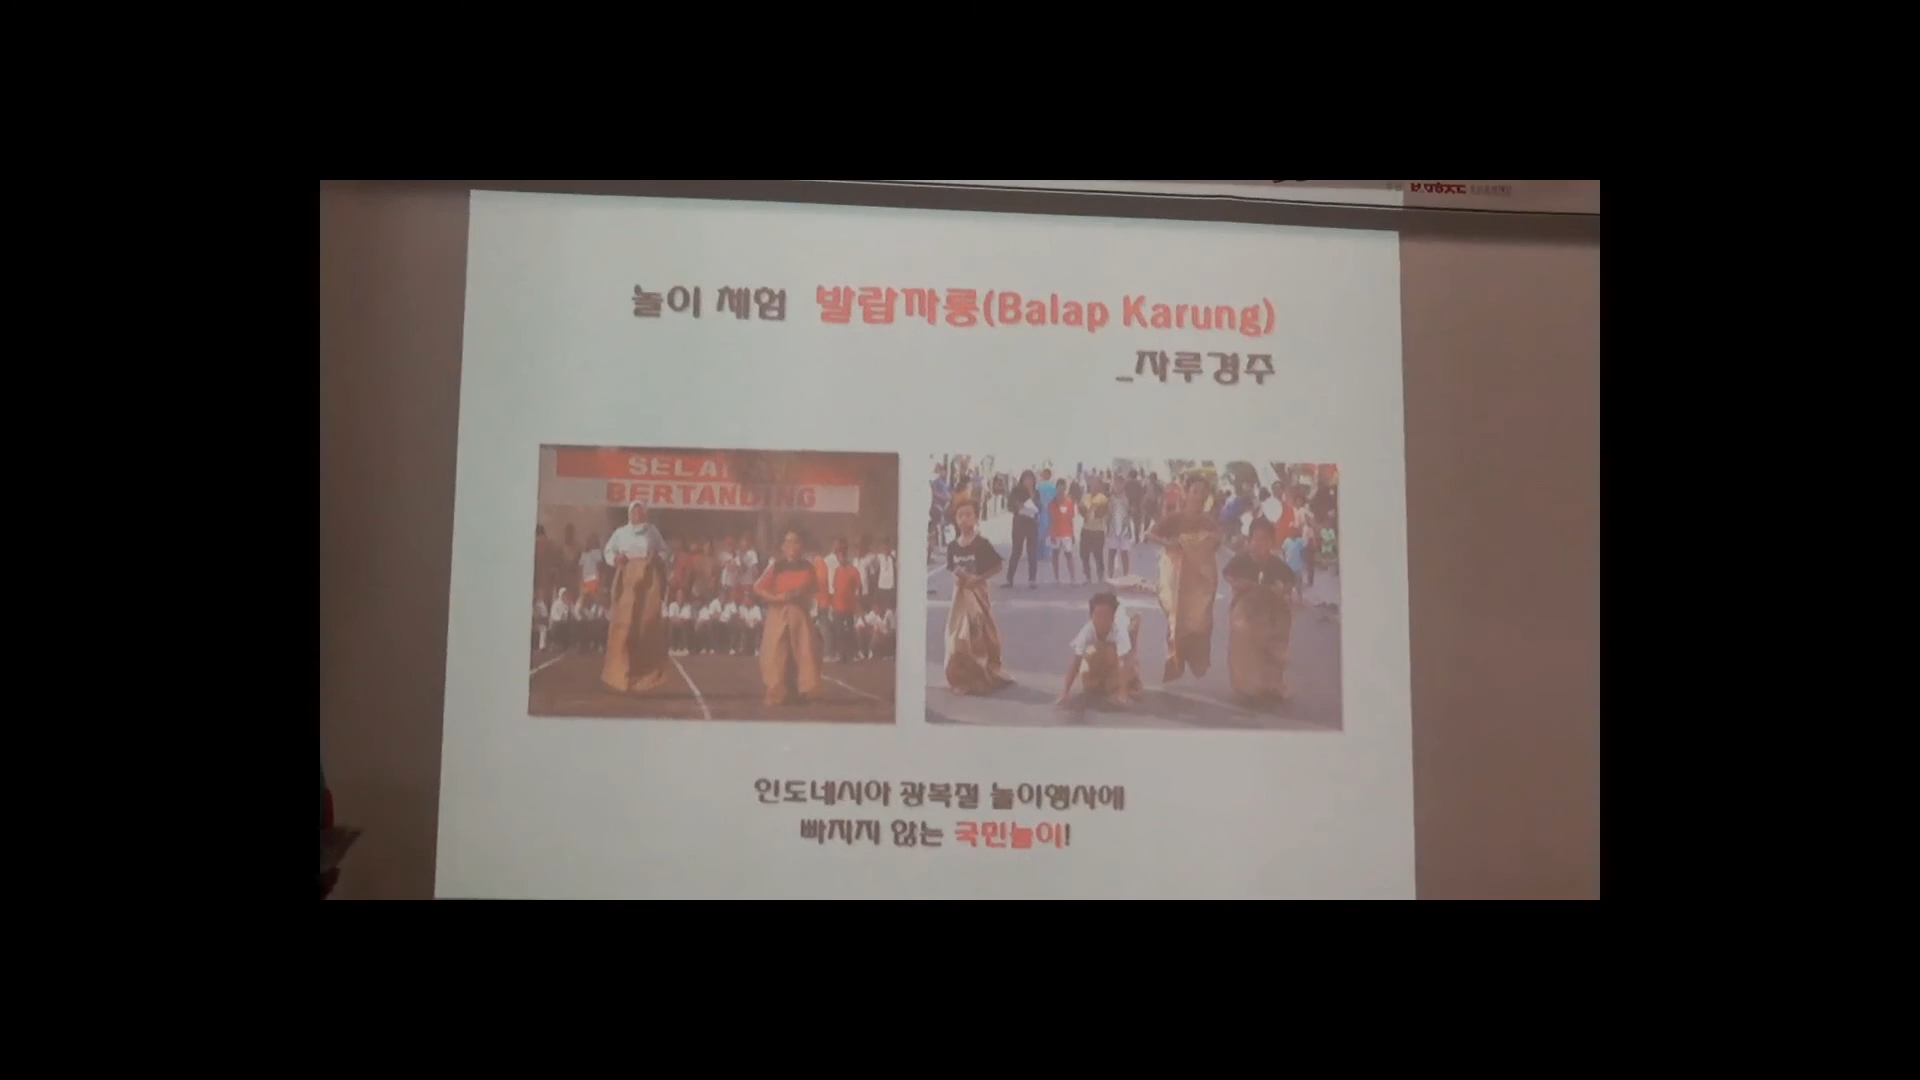 놀이 체험 발랍까룽(Balap Karung)
_자루경주
SELA
BERTANDING
인도네시아 광복절 놀이행사에
빠지지 않는 국민놀이!